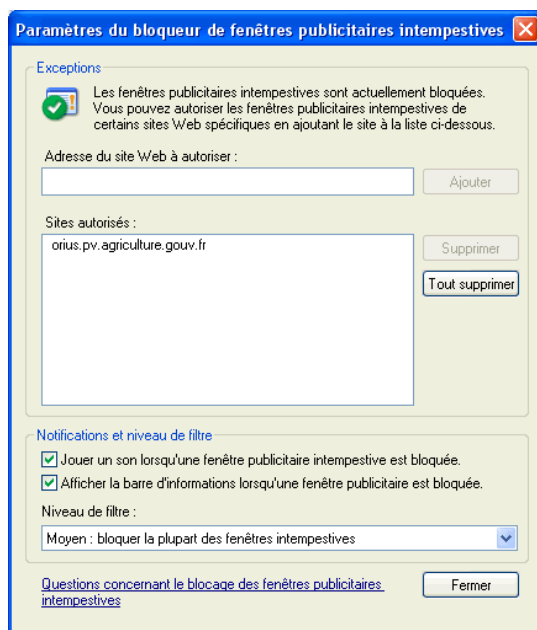 Paramètres du bloqueur de fenêtres publicitaires intempestives
Exceptions
Les fenêtres publicitaires intempestives sont actuellement bloquées.
Vous pouvez autoriser les fenêtres publicitaires intempestives de
certains sites Web spécifiques en ajoutant le site à la liste ci-dessous.
Adresse du site Web à autoriser :
Ajouter
Sites autorisés :
orius.pv.agriculture.gouv.fr
Supprimer
Tout supprimer
Notifications et niveau de filtre
Jouer un son lorsqu'une fenêtre publicitaire intempestive est bloquée.
Afficher la barre d'informations lorsqu'une fenêtre publicitaire est bloquée.
Niveau de filtre :
Moyen : bloquer la plupart des fenêtres intempestives
Questions concernant le blocage des fenêtres publicitaires
intempestives
Fermer